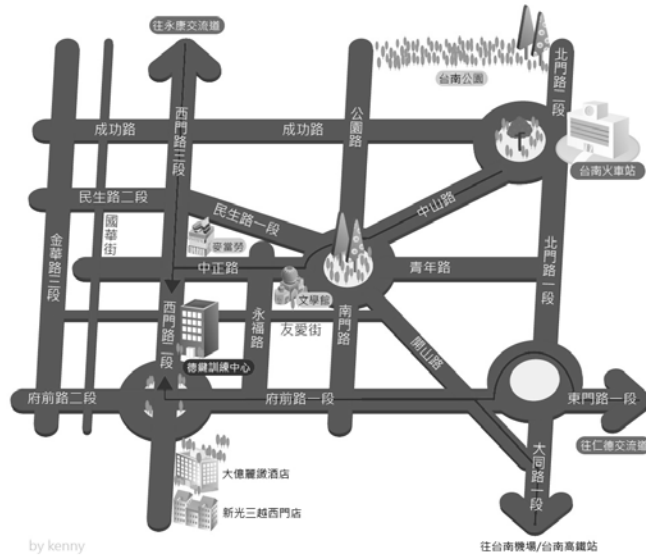 往永康交流道
台南公園
北門路二段
西門路三段
公園路
成功路
成功路
台南火車站
民生路二段
民生路一段
中山路
國華街
金華路三段
麥當勞
中正路
青年路
北門路一段
文學館
友愛街
西門路二段
永福路
南門路
開山路
德鍵訓練中心
府前路二段
府前路一段
東門路一段
往仁德交流道
大同路一段
大億麗緻酒店
新光三越西門店
往台南機場/台南高鐵站
by kenny